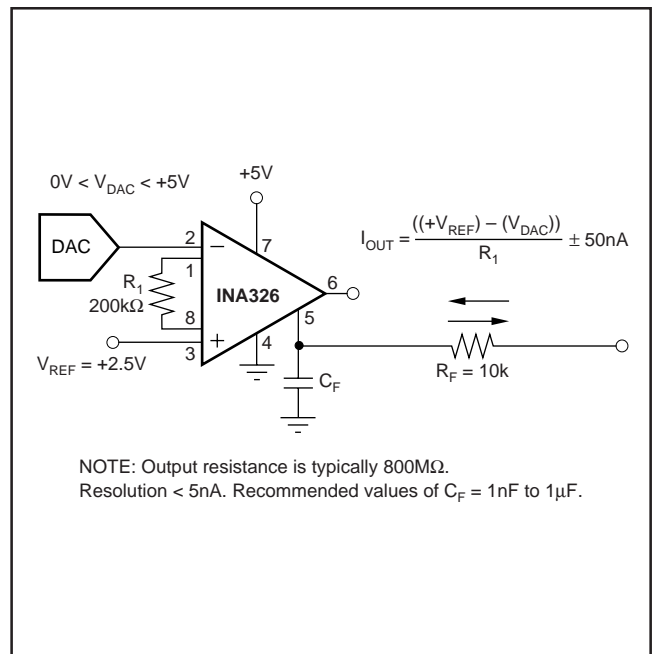 0V < V_DAC < +5V
+5V
DAC
2
−
7
1
R₁
200kΩ
INA326
6
8
5
3
+
4
V_REF = +2.5V
C_F
I_OUT = ((+V_REF) – (V_DAC)) / R₁ ± 50nA
R_F = 10k
NOTE: Output resistance is typically 800MΩ.
Resolution < 5nA. Recommended values of C_F = 1nF to 1µF.